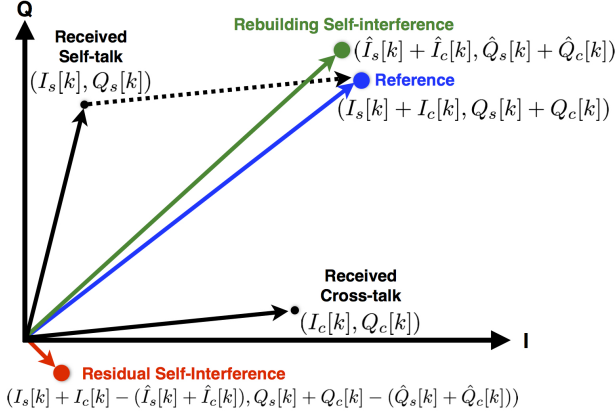 Q
Rebuilding Self-interference
Received
Self-talk
(Î_s[k] + Î_c[k], Q̂_s[k] + Q̂_c[k])
(I_s[k], Q_s[k])
Reference
(I_s[k] + I_c[k], Q_s[k] + Q_c[k])
Received
Cross-talk
(I_c[k], Q_c[k])
I
Residual Self-Interference
(I_s[k] + I_c[k] − (Î_s[k] + Î_c[k]), Q_s[k] + Q_c[k] − (Q̂_s[k] + Q̂_c[k]))